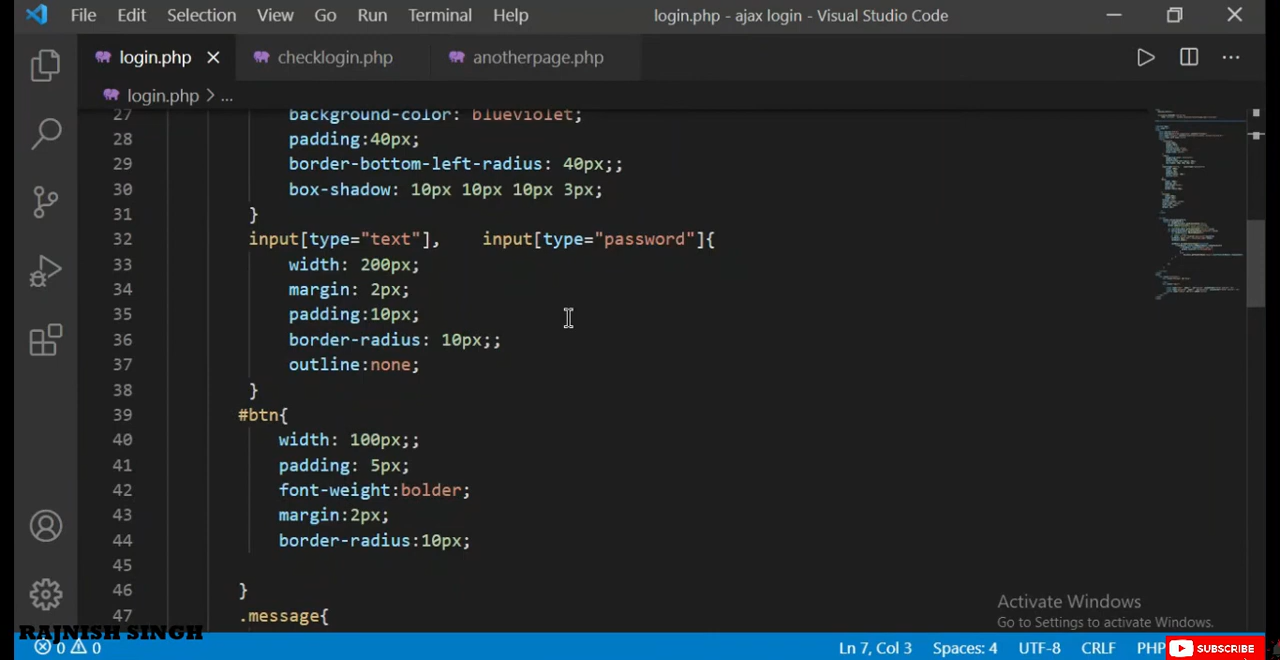 File Edit Selection View Go Run Terminal Help login.php - ajax login - Visual Studio Code
login.php checklogin.php anotherpage.php
login.php > ...
27 background-color: blueviolet;
28 padding:40px;
29 border-bottom-left-radius: 40px;;
30 box-shadow: 10px 10px 10px 3px;
31 }
32 input[type="text"], input[type="password"]{
33 width: 200px;
34 margin: 2px;
35 padding:10px;
36 border-radius: 10px;;
37 outline:none;
38 }
39 #btn{
40 width: 100px;;
41 padding: 5px;
42 font-weight:bolder;
43 margin:2px;
44 border-radius:10px;
45
46 }
47 .message{
Activate Windows
Go to Settings to activate Windows.
RAJNISH SINGH
0 0 Ln 7, Col 3 Spaces: 4 UTF-8 CRLF PHP SUBSCRIBE